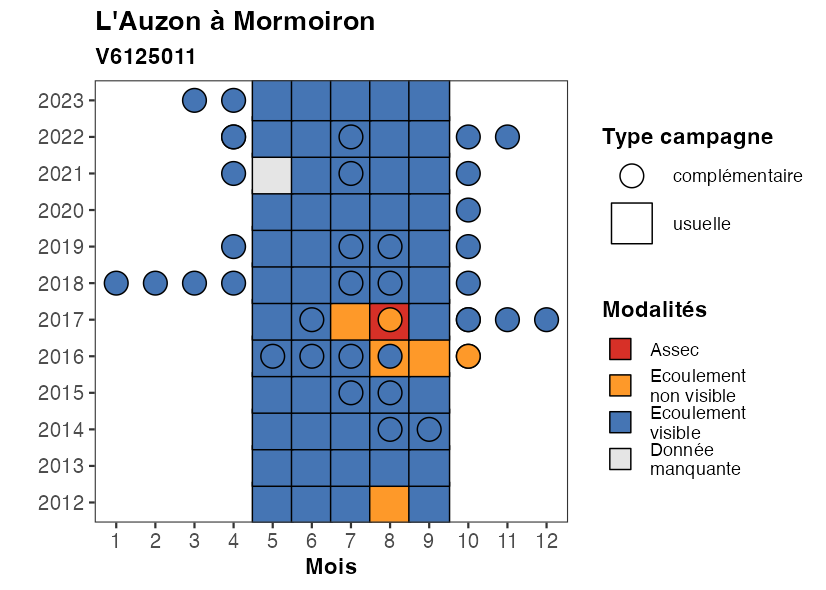 L'Auzon à Mormoiron
V6125011
2023
2022
2021
2020
2019
2018
2017
2016
2015
2014
2013
2012
1 2 3 4 5 6 7 8 9 10 11 12
Mois
Type campagne
complémentaire
usuelle
Modalités
Assec
Ecoulement
non visible
Ecoulement
visible
Donnée
manquante